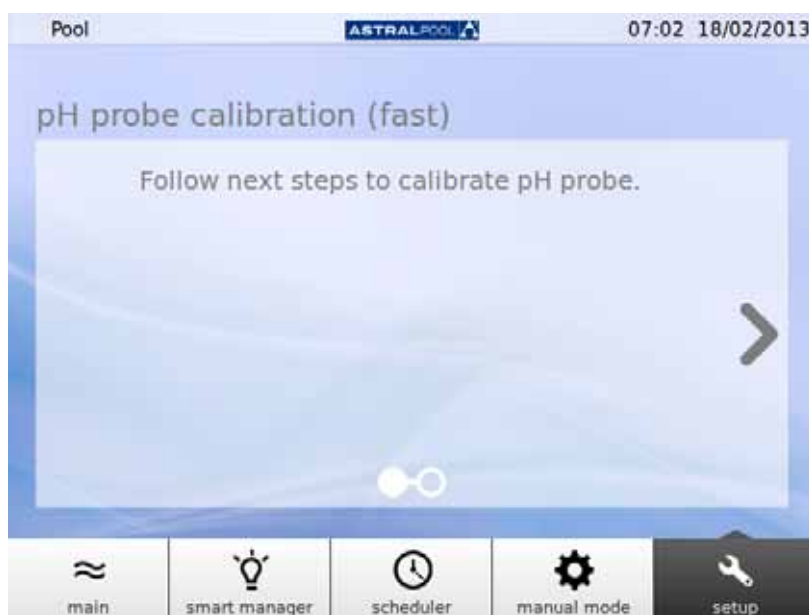 Pool ASTRALPOOL 07:02 18/02/2013
pH probe calibration (fast)
Follow next steps to calibrate pH probe.
main smart manager scheduler manual mode setup